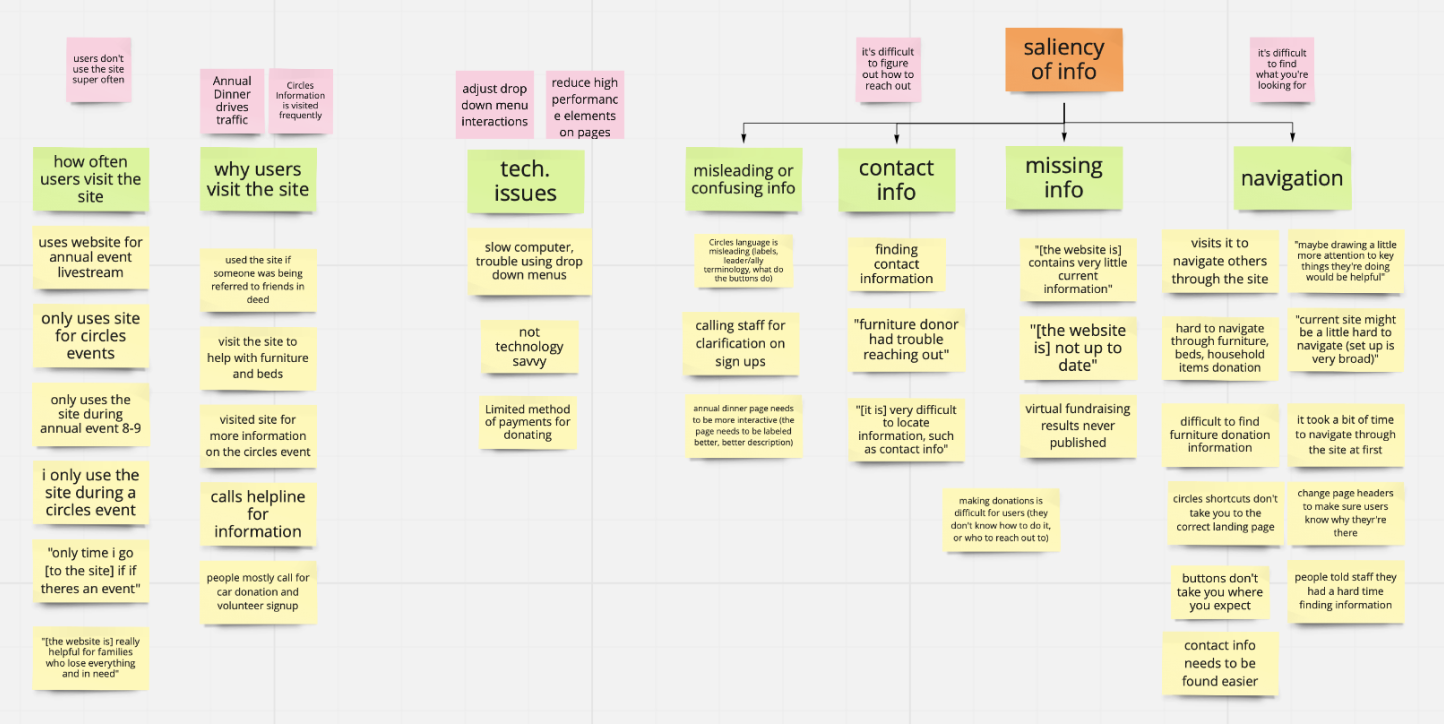 users don't
use the site
super often
Annual
Dinner
drives
traffic
Circles
Information
is visited
frequently
adjust drop
down menu
interactions
reduce high
performanc
e elements
on pages
it's difficult
to figure
out how to
reach out
saliency
of info
it's difficult
to find
what you're
looking for
how often
users visit the
site
uses website for
annual event
livestream
only uses site
for circles
events
only uses the
site during
annual event 8-9
i only use the
site during a
circles event
"only time i go
[to the site] if if
theres an event"
"[the website is] really
helpful for families
who lose everything
and in need"
why users
visit the site
used the site if
someone was being
referred to friends in
deed
visit the site to
help with furniture
and beds
visited site for
more information
on the circles event
calls helpline
for
information
people mostly call for
car donation and
volunteer signup
tech.
issues
slow computer,
trouble using drop
down menus
not
technology
savvy
Limited method
of payments for
donating
misleading or
confusing info
Circles language is
misleading (labels,
leader/ally
terminology, what do
the buttons do)
calling staff for
clarification on
sign ups
annual dinner page needs
to be more interactive (the
page needs to be labeled
better, better description)
contact
info
finding
contact
information
"furniture donor
had trouble
reaching out"
"[it is] very difficult
to locate
information, such
as contact info"
missing
info
"[the website is]
contains very little
current
information"
"[the website
is] not up to
date"
virtual fundraising
results never
published
making donations is
difficult for users (they
don't know how to do it,
or who to reach out to)
navigation
visits it to
navigate others
through the site
hard to navigate
through furniture,
beds, household
items donation
difficult to find
furniture donation
information
circles shortcuts don't
take you to the
correct landing page
buttons don't
take you where
you expect
contact info
needs to be
found easier
"maybe drawing a little
more attention to key
things they're doing
would be helpful"
"current site might
be a little hard to
navigate (set up is
very broad)"
it took a bit of time
to navigate through
the site at first
change page headers
to make sure users
know why theyr're
there
people told staff they
had a hard time
finding information